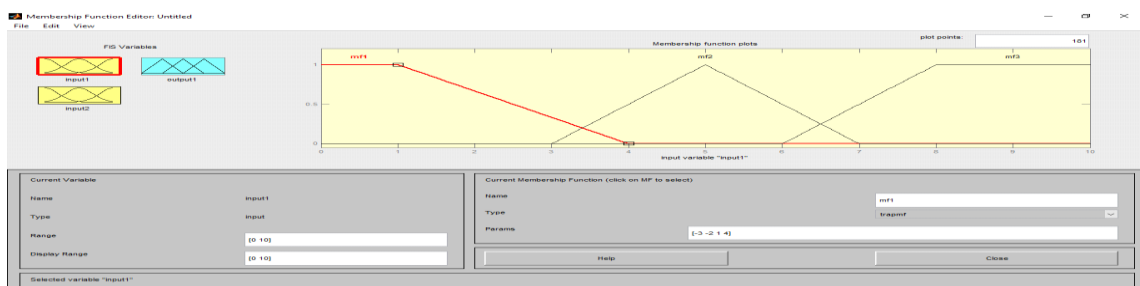 Membership Function Editor: Untitled
File Edit View
FIS Variables
input1
output1
input2
Membership function plots
plot points:
181
mf1
mf2
mf3
1
0.5
0
0 1 2 3 4 5 6 7 8 9 10
input variable "input1"
Current Variable
Name input1
Type input
Range [0 10]
Display Range [0 10]
Current Membership Function (click on MF to select)
Name mf1
Type trapmf
Params [-3 -2 1 4]
Help Close
Selected variable "input1"